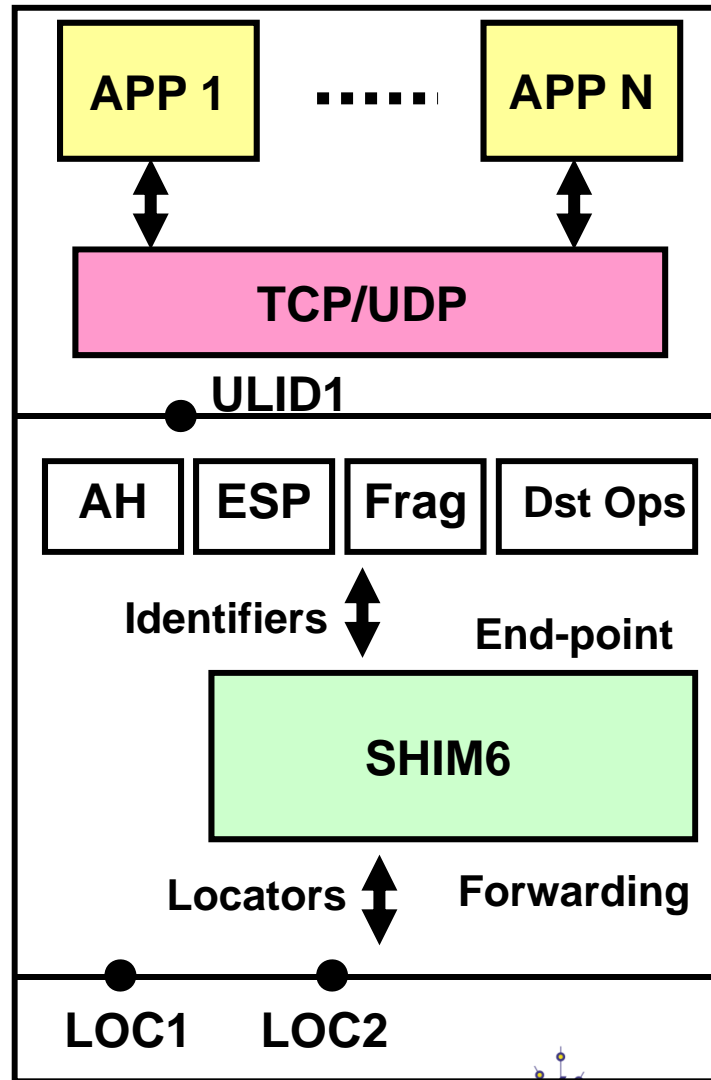 APP 1 ...... APP N
TCP/UDP
ULID1
AH ESP Frag Dst Ops
Identifiers
End-point
SHIM6
Locators Forwarding
LOC1 LOC2